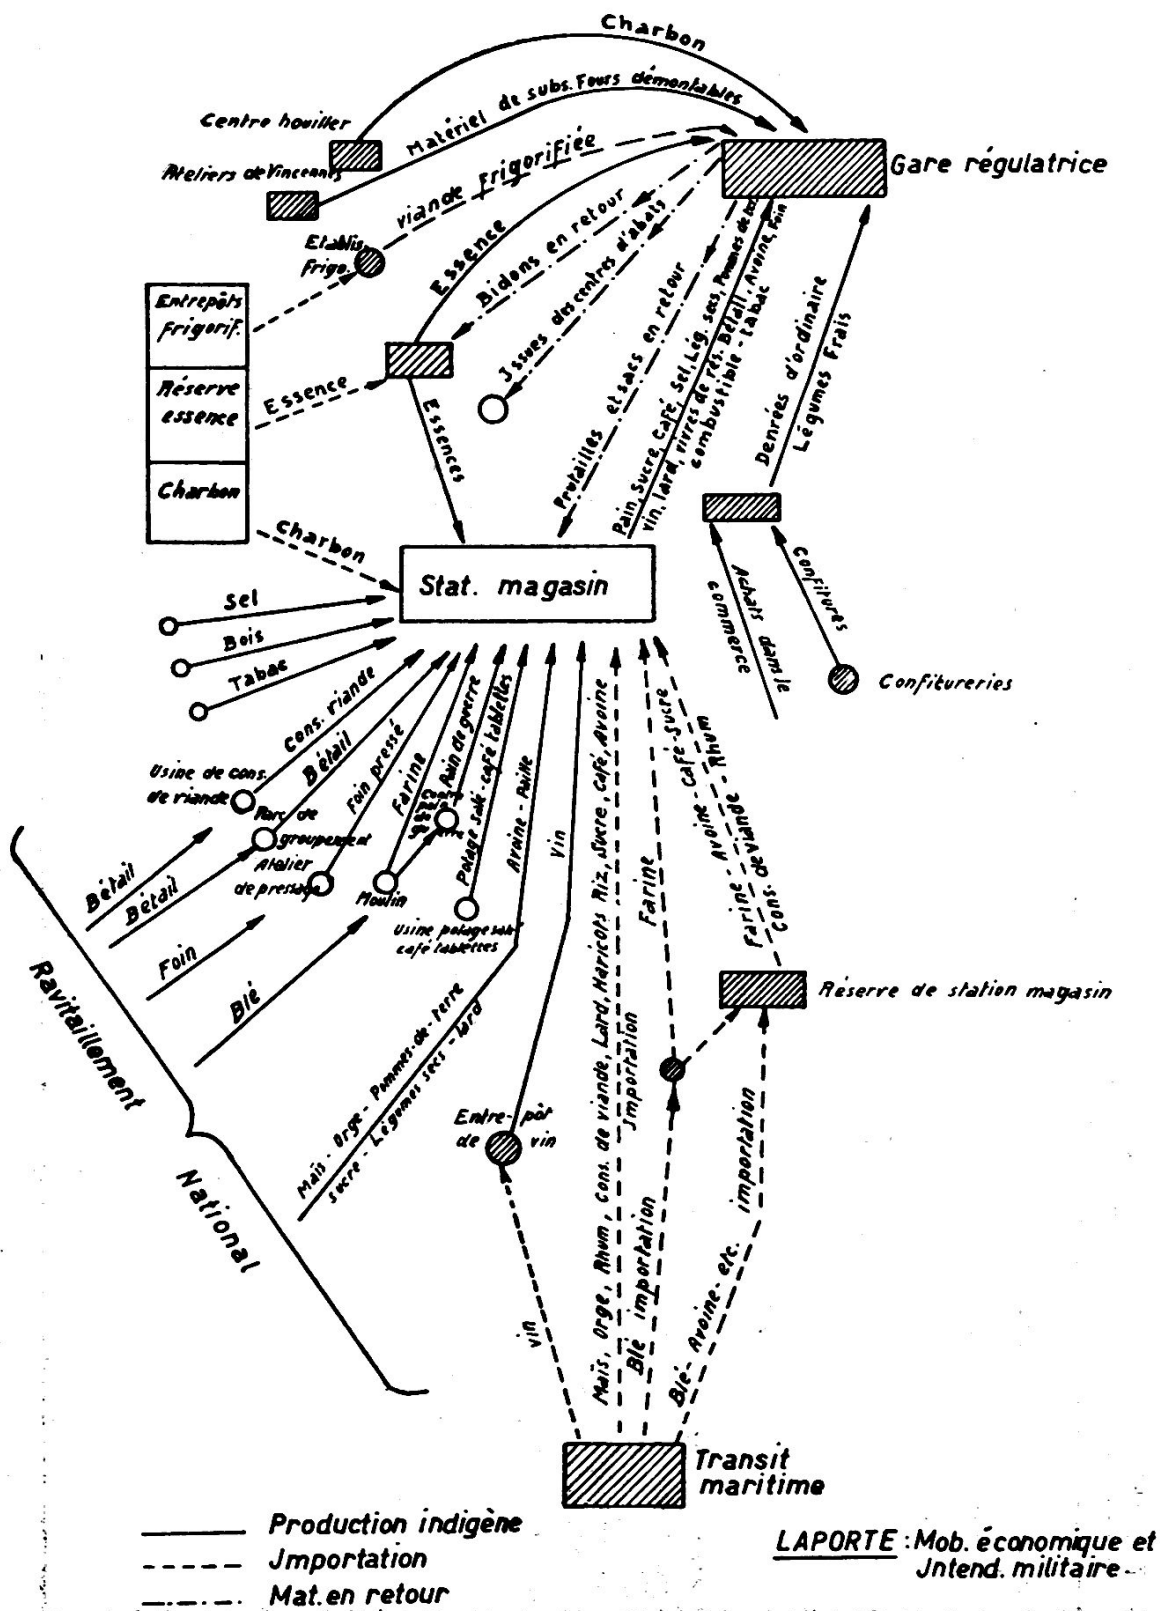 Charbon
Matériel de subs. Fours démontables
Centre houiller
Ateliers de Vincennes
viande Frigorifiée
Gare régulatrice
Etablis.
Frigo.
Essence
Bidons en retour
Issues des centres d'abats
Entrepôts
Frigorif.
Réserve
essence
Charbon
Essence
Essences
Charbon
Prutailles et sacs en retour
Pain, Sucre, Café, Sel, Lég. secs, Pommes de ter.
vin, lard, vivres de rés. Bétail, Avoine, Foin
combustible - tabac
Denrées d'ordinaire
Légumes Frais
Stat. magasin
Achats dans le
commerce
Confitures
Confitureries
Sel
Bois
Tabac
Cons. viande
Bétail
Foin pressé
Farine
Pain de guerre
Potage salé - café tablettes
Avoine - Paille
Vin
Usine de cons.
de viande
Parc de
groupement
Atelier
de pressage
Moulin
Usine potage salé
café tablettes
Bétail
Bétail
Foin
Blé
Ravitaillement
National
Maïs - Orge - Pommes-de-terre
sucre - Légumes secs - lard
Entrepôt
de vin
Vin
Maïs, Orge, Rhum, Cons. de viande, Lard, Haricots Riz, Sucre, Café, Avoine
Importation
Farine
Blé importation
Farine - Avoine - Café - Sucre
Cons. de viande - Rhum
Réserve de station magasin
Blé - Avoine - etc. importation
Transit
maritime
Production indigène
Jmportation
Mat. en retour
LAPORTE : Mob. économique et
Jntend. militaire -